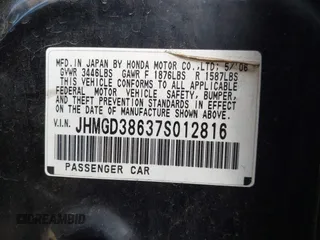 MFD. IN JAPAN BY HONDA MOTOR CO.,LTD. 5/06
GVWR 3446LBS GAWR F 1876LBS R 1587LBS
THIS VEHICLE CONFORMS TO ALL APPLICABLE
FEDERAL MOTOR VEHICLE SAFETY, BUMPER,
AND THEFT PREVENTION STANDARDS IN EFFECT
ON THE DATE OF MANUFACTURE SHOWN ABOVE.
V.I.N. JHMGD38637S012816
PASSENGER CAR
DREAMBID